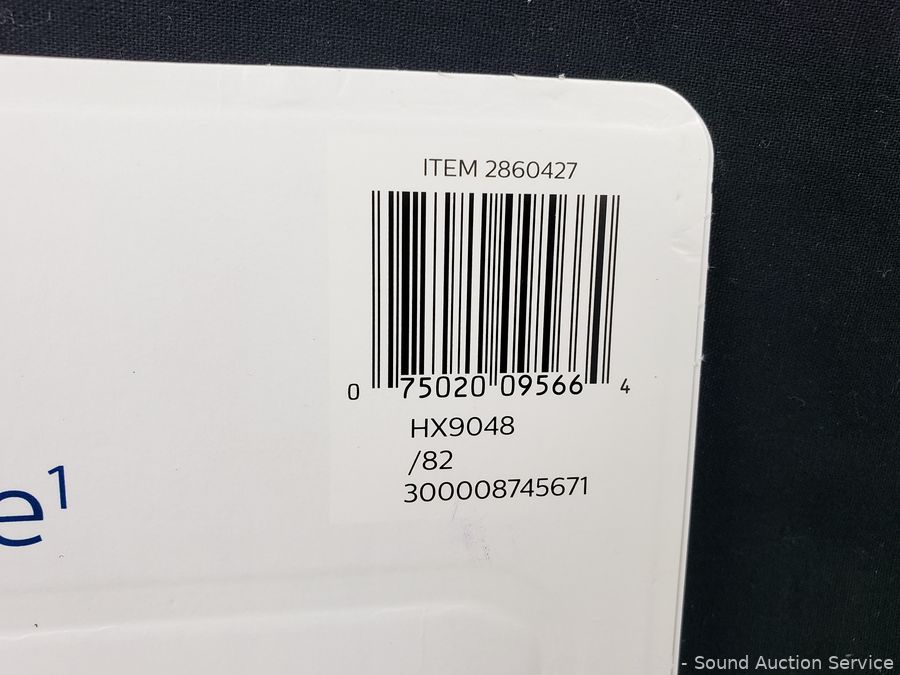 ITEM 2860427
0 75020 09566 4
HX9048
/82
300008745671
e¹
- Sound Auction Service